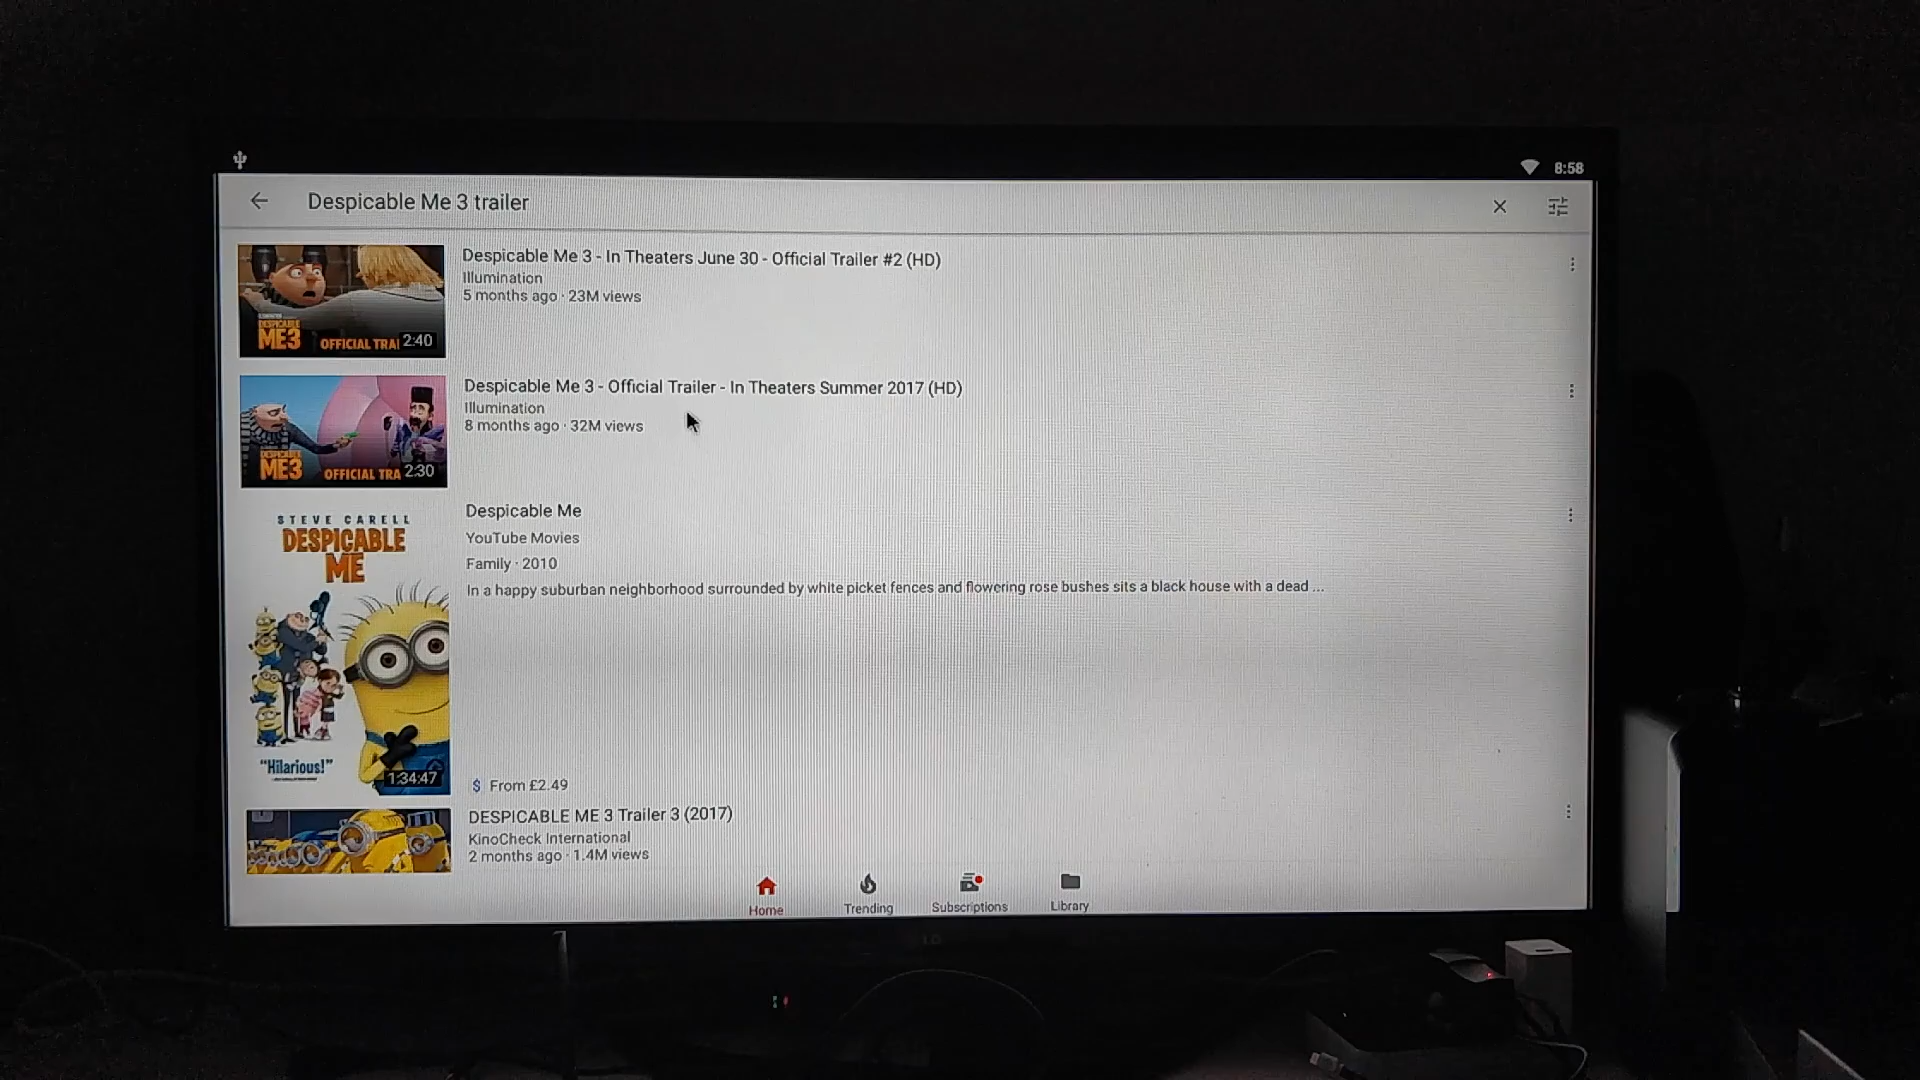 8:58
Despicable Me 3 trailer
Despicable Me 3 - In Theaters June 30 - Official Trailer #2 (HD)
Illumination
5 months ago · 23M views
DESPICABLE
ME3
OFFICIAL TRAI
2:40
Despicable Me 3 - Official Trailer - In Theaters Summer 2017 (HD)
Illumination
8 months ago · 32M views
DESPICABLE
ME3
OFFICIAL TRA
2:30
STEVE CARELL
DESPICABLE
ME
"Hilarious!"
1:34:47
Despicable Me
YouTube Movies
Family · 2010
In a happy suburban neighborhood surrounded by white picket fences and flowering rose bushes sits a black house with a dead ...
$ From £2.49
DESPICABLE ME 3 Trailer 3 (2017)
KinoCheck International
2 months ago · 1.4M views
Home
Trending
Subscriptions
Library
LG